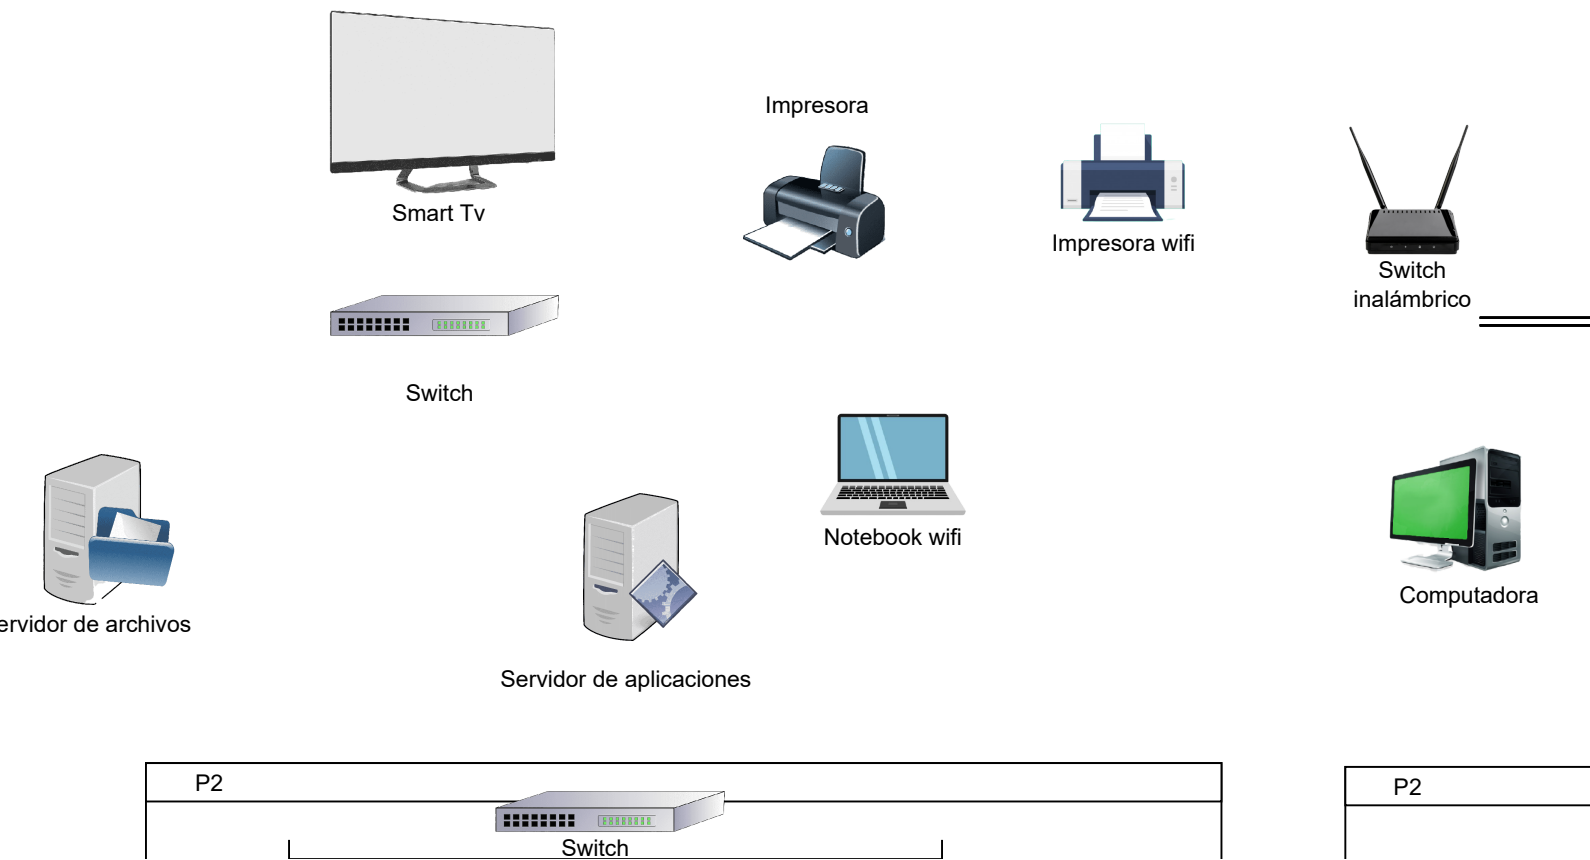 Impresora
Smart Tv
Impresora wifi
Switch
inalámbrico
Switch
Notebook wifi
Computadora
ervidor de archivos
Servidor de aplicaciones
P2
P2
Switch